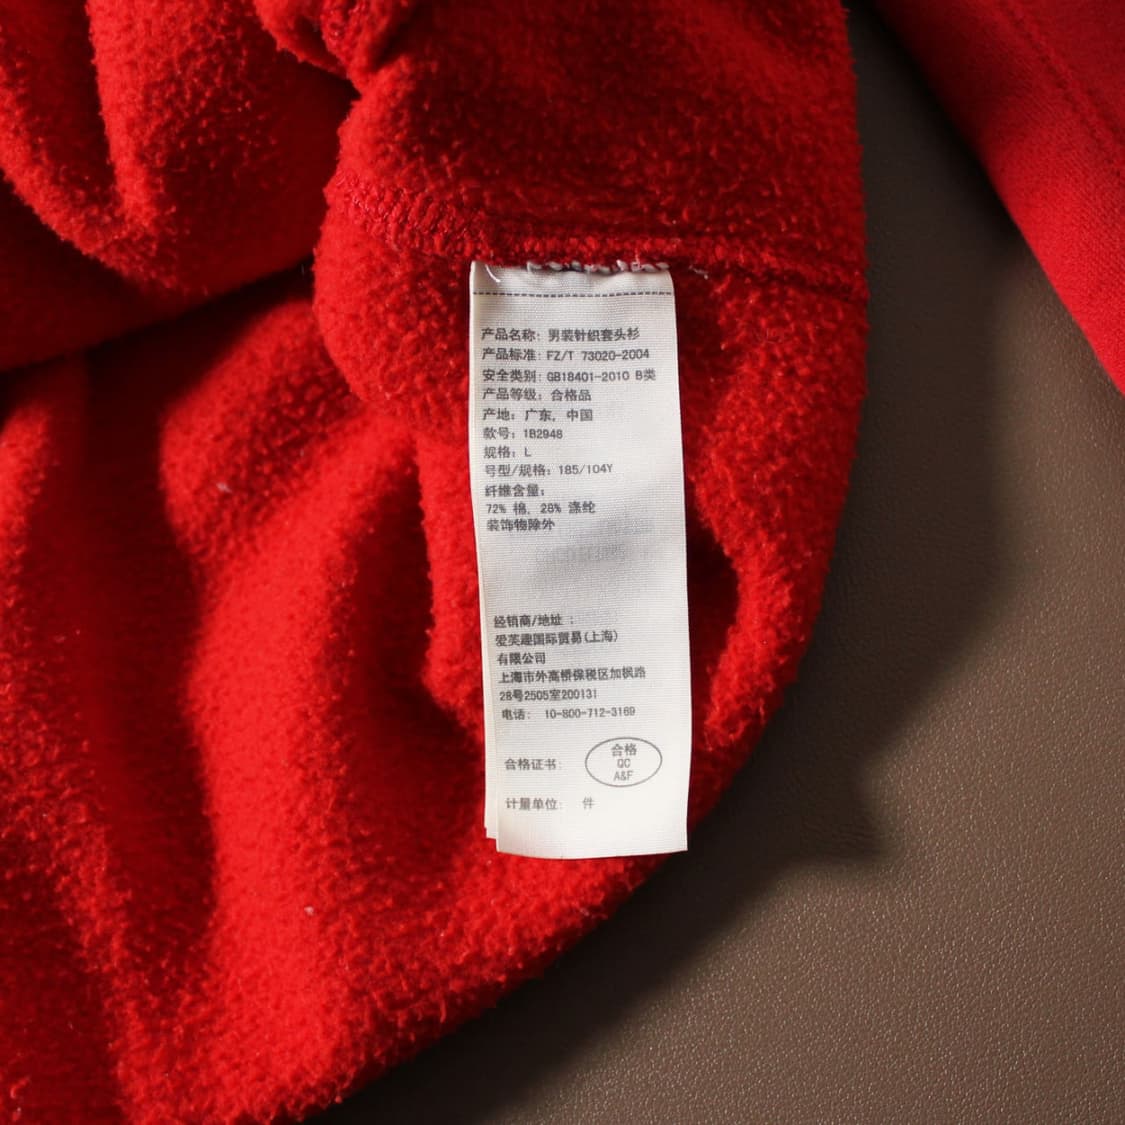 产品名称: 男装针织套头衫
产品标准: FZ/T 73020-2004
安全类别: GB18401-2010 B类
产品等级: 合格品
产地: 广东, 中国
款号: 1B2948
规格: L
号型/规格: 185/104Y
纤维含量:
72% 棉, 28% 涤纶
装饰物除外
经销商/地址 :
爱芙趣国际贸易(上海)
有限公司
上海市外高桥保税区加枫路
28号2505室200131
电话: 10-800-712-3169
合格证书:
合格
QC
A&F
计量单位: 件